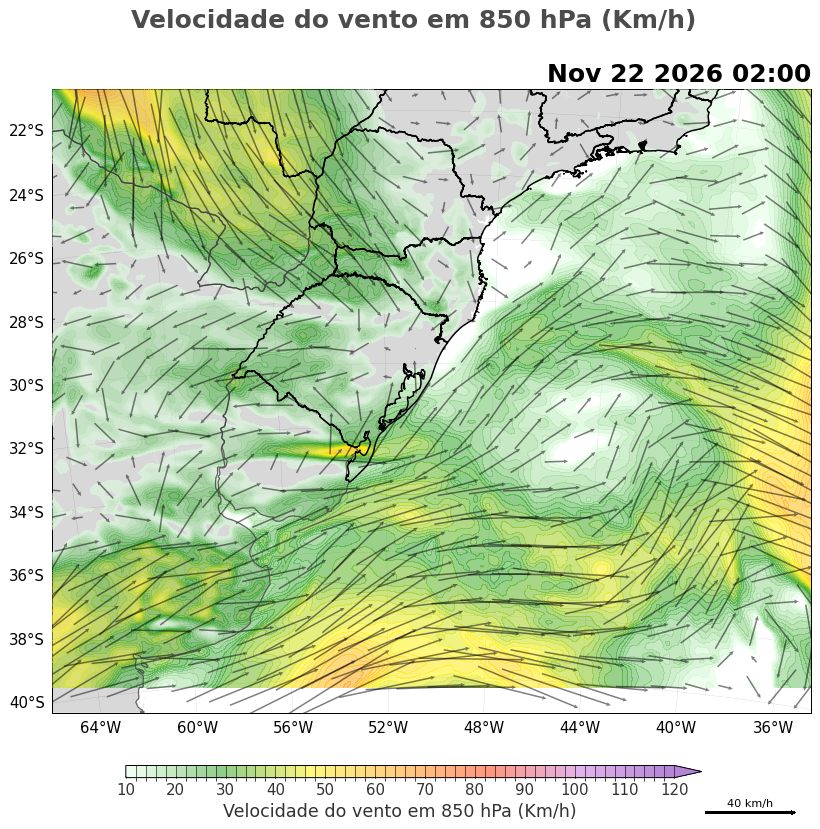 Velocidade do vento em 850 hPa (Km/h)
Nov 22 2026 02:00
22°S
24°S
26°S
28°S
30°S
32°S
34°S
36°S
38°S
40°S
64°W 60°W 56°W 52°W 48°W 44°W 40°W 36°W
10 20 30 40 50 60 70 80 90 100 110 120
Velocidade do vento em 850 hPa (Km/h)
40 km/h